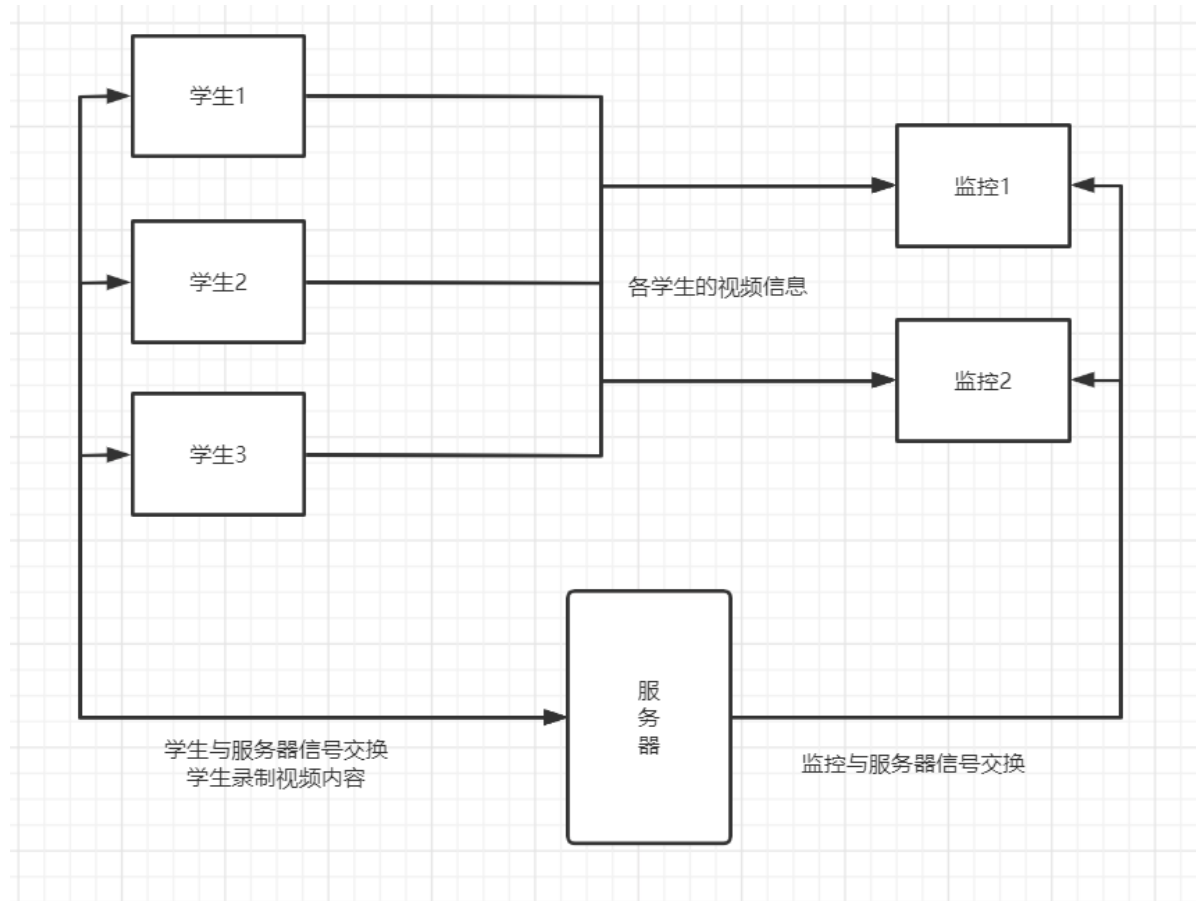 学生1
监控1
学生2
各学生的视频信息
监控2
学生3
服
务
器
学生与服务器信号交换
学生录制视频内容
监控与服务器信号交换